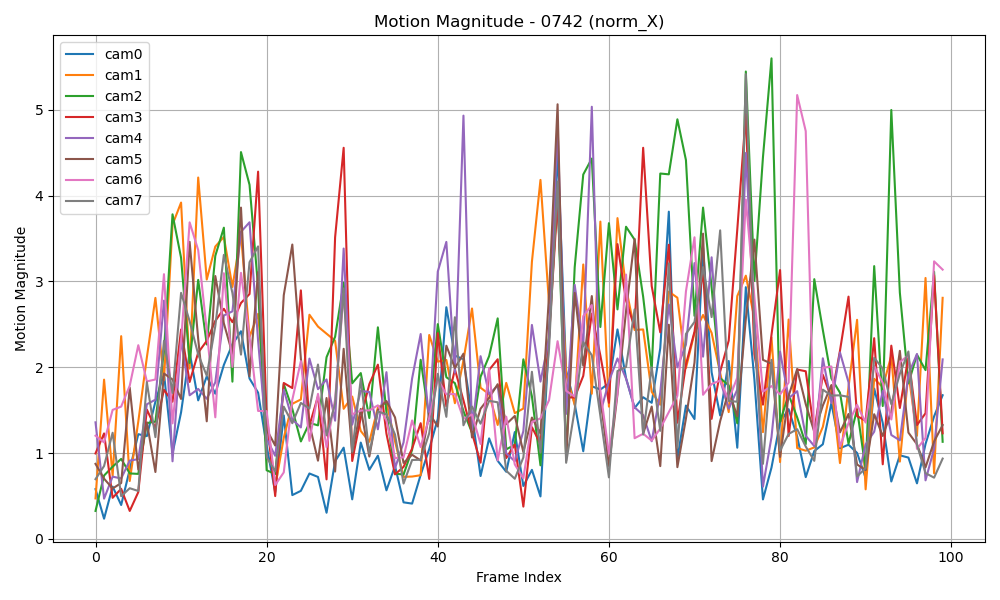 Motion Magnitude - 0742 (norm_X)
cam0
cam1
cam2
cam3
cam4
cam5
cam6
cam7
Motion Magnitude
5
4
3
2
1
0
0 20 40 60 80 100
Frame Index